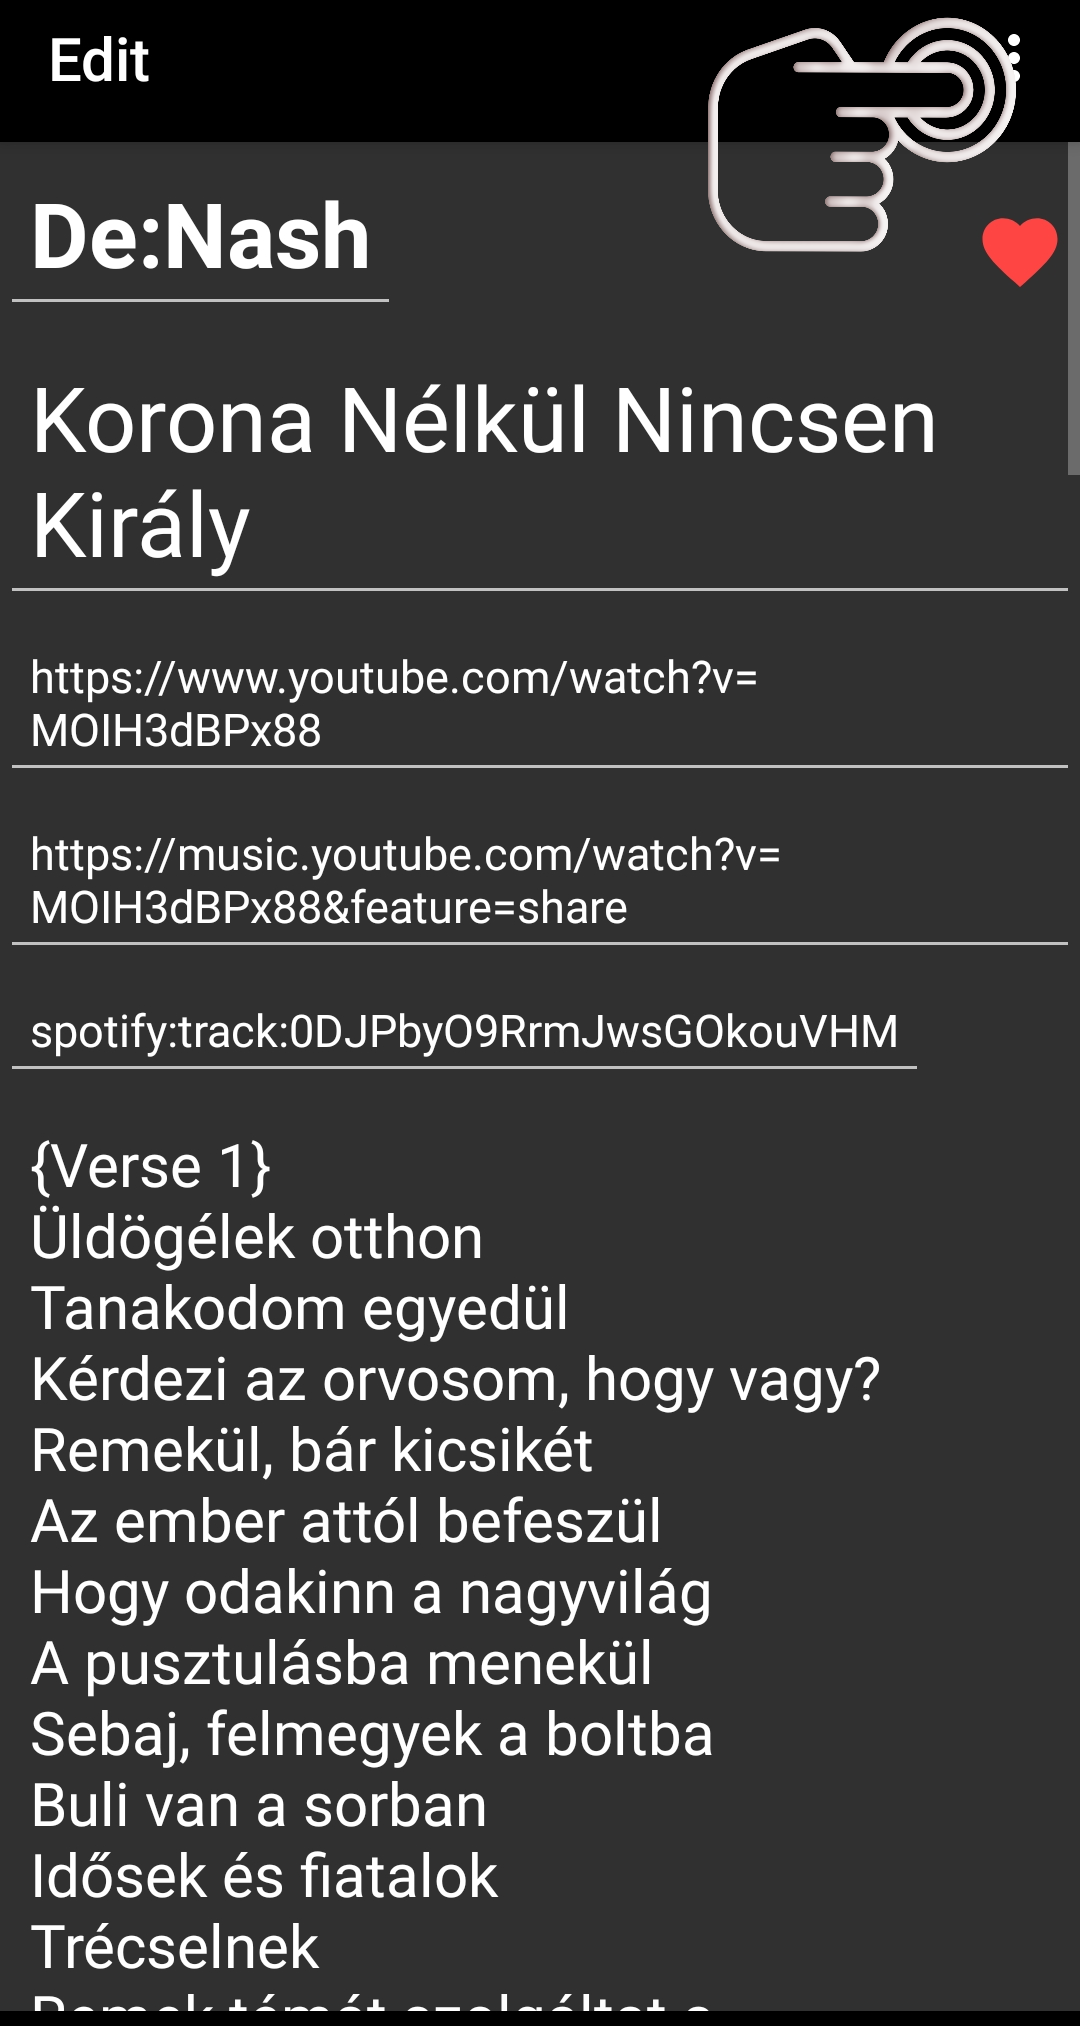 Edit
De:Nash
Korona Nélkül Nincsen
Király
https://www.youtube.com/watch?v=
MOIH3dBPx88
https://music.youtube.com/watch?v=
MOIH3dBPx88&feature=share
spotify:track:0DJPbyO9RrmJwsGOkouVHM
{Verse 1}
Üldögélek otthon
Tanakodom egyedül
Kérdezi az orvosom, hogy vagy?
Remekül, bár kicsikét
Az ember attól befeszül
Hogy odakinn a nagyvilág
A pusztulásba menekül
Sebaj, felmegyek a boltba
Buli van a sorban
Idősek és fiatalok
Trécselnek